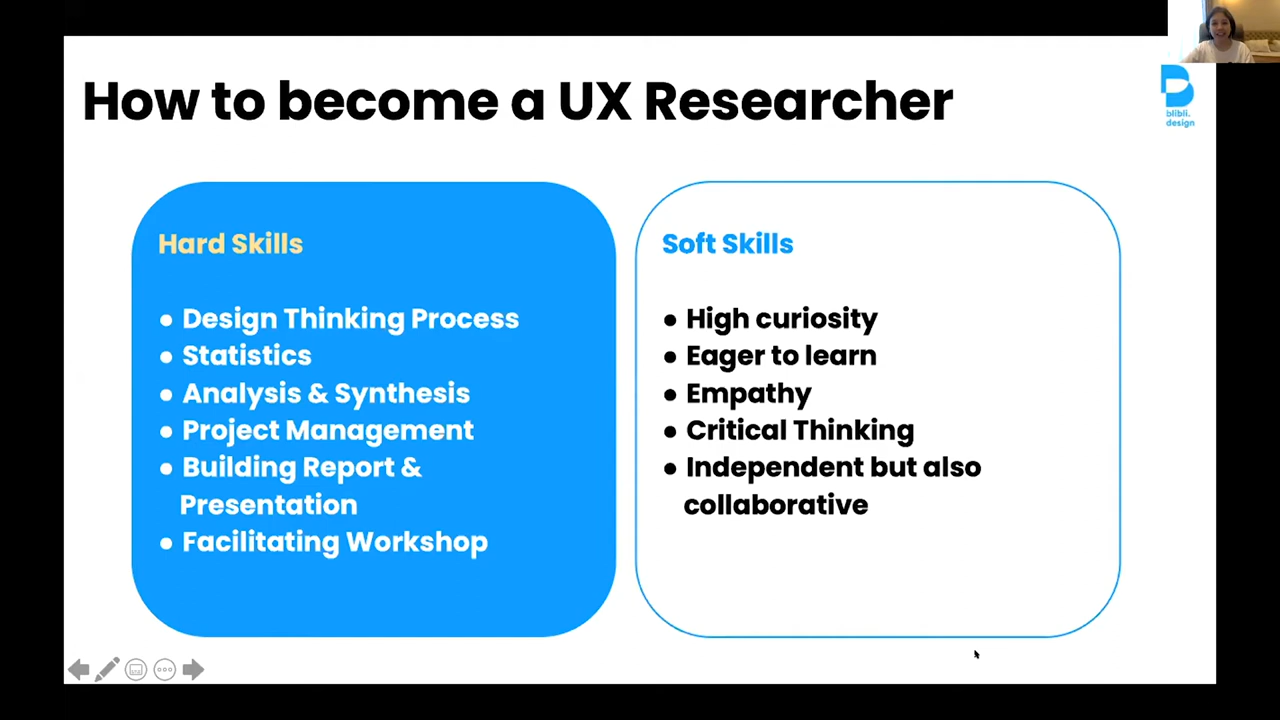 How to become a UX Researcher
blibli.
design
Hard Skills
● Design Thinking Process
● Statistics
● Analysis & Synthesis
● Project Management
● Building Report &
Presentation
● Facilitating Workshop
Soft Skills
● High curiosity
● Eager to learn
● Empathy
● Critical Thinking
● Independent but also
collaborative